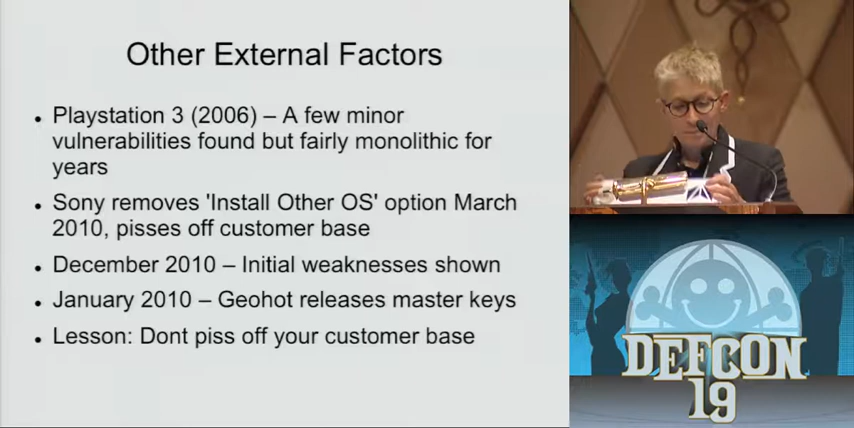 Other External Factors
• Playstation 3 (2006) – A few minor
vulnerabilities found but fairly monolithic for
years
• Sony removes 'Install Other OS' option March
2010, pisses off customer base
• December 2010 – Initial weaknesses shown
• January 2010 – Geohot releases master keys
• Lesson: Dont piss off your customer base
DEFCON
19